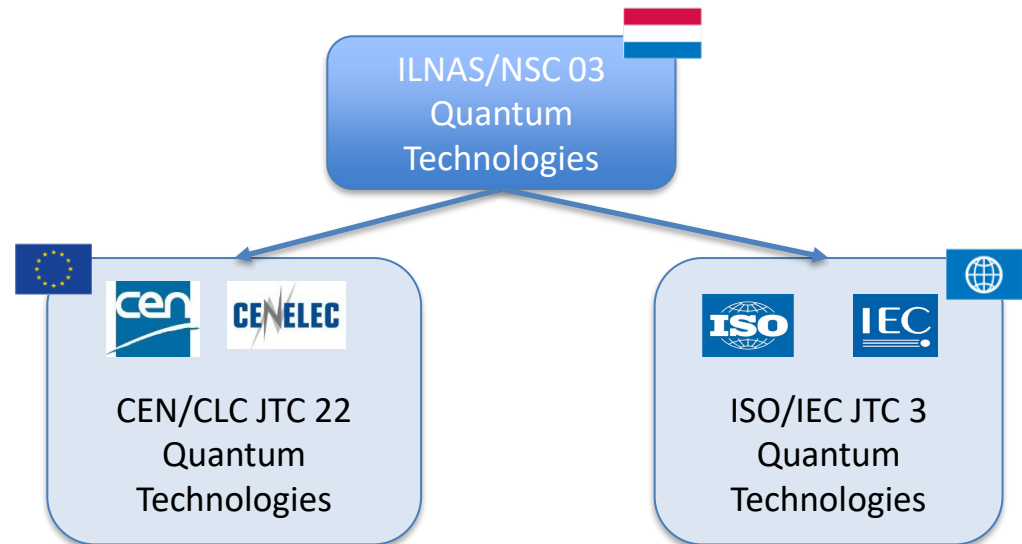 ILNAS/NSC 03
Quantum
Technologies
cen
CENELEC
CEN/CLC JTC 22
Quantum
Technologies
ISO
IEC
ISO/IEC JTC 3
Quantum
Technologies